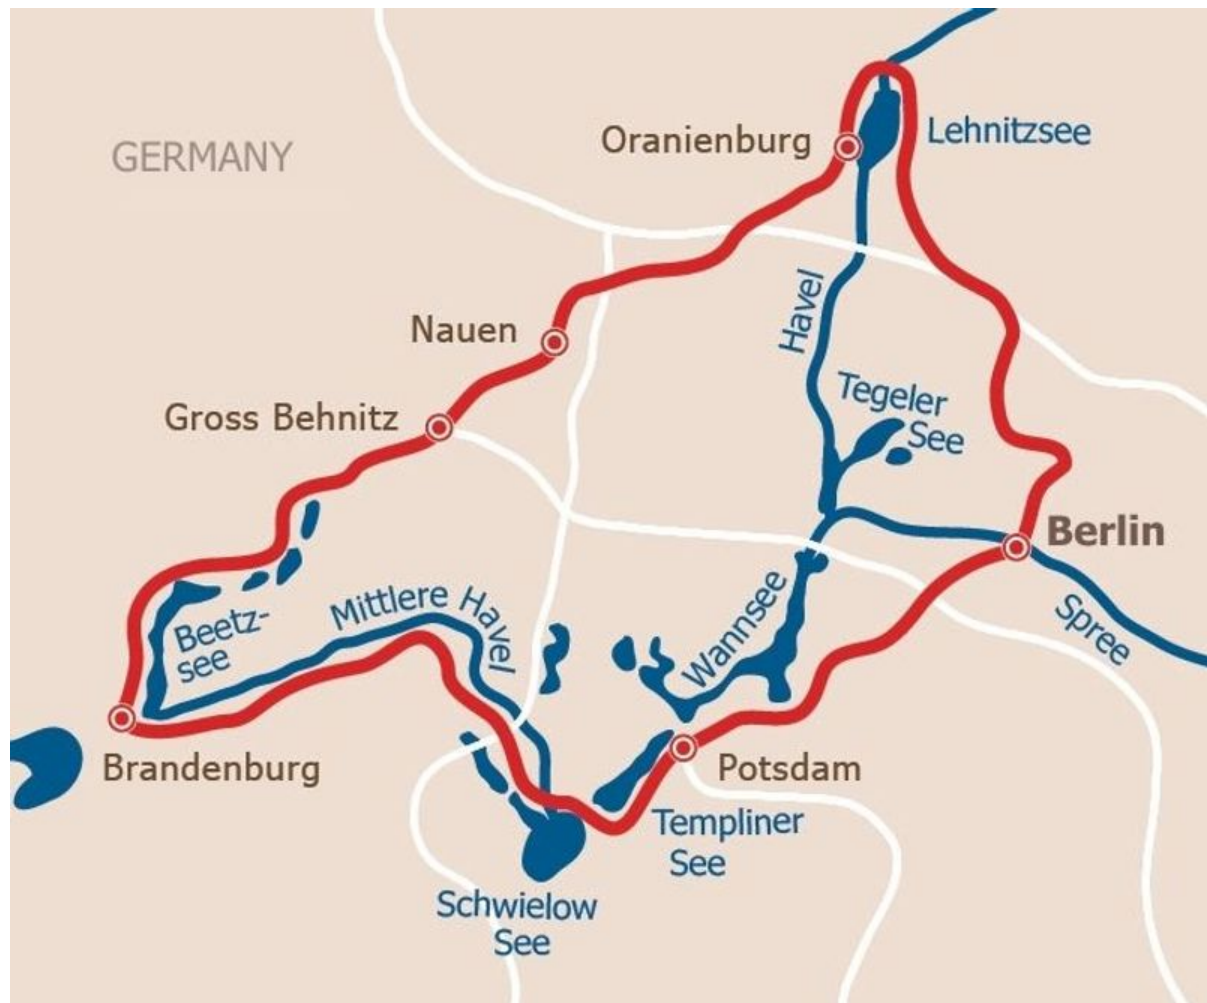 GERMANY
Oranienburg
Lehnitzsee
Havel
Nauen
Tegeler
See
Gross Behnitz
Berlin
Mittlere Havel
Beetz-
see
Wannsee
Spree
Brandenburg
Potsdam
Templiner
See
Schwielow
See